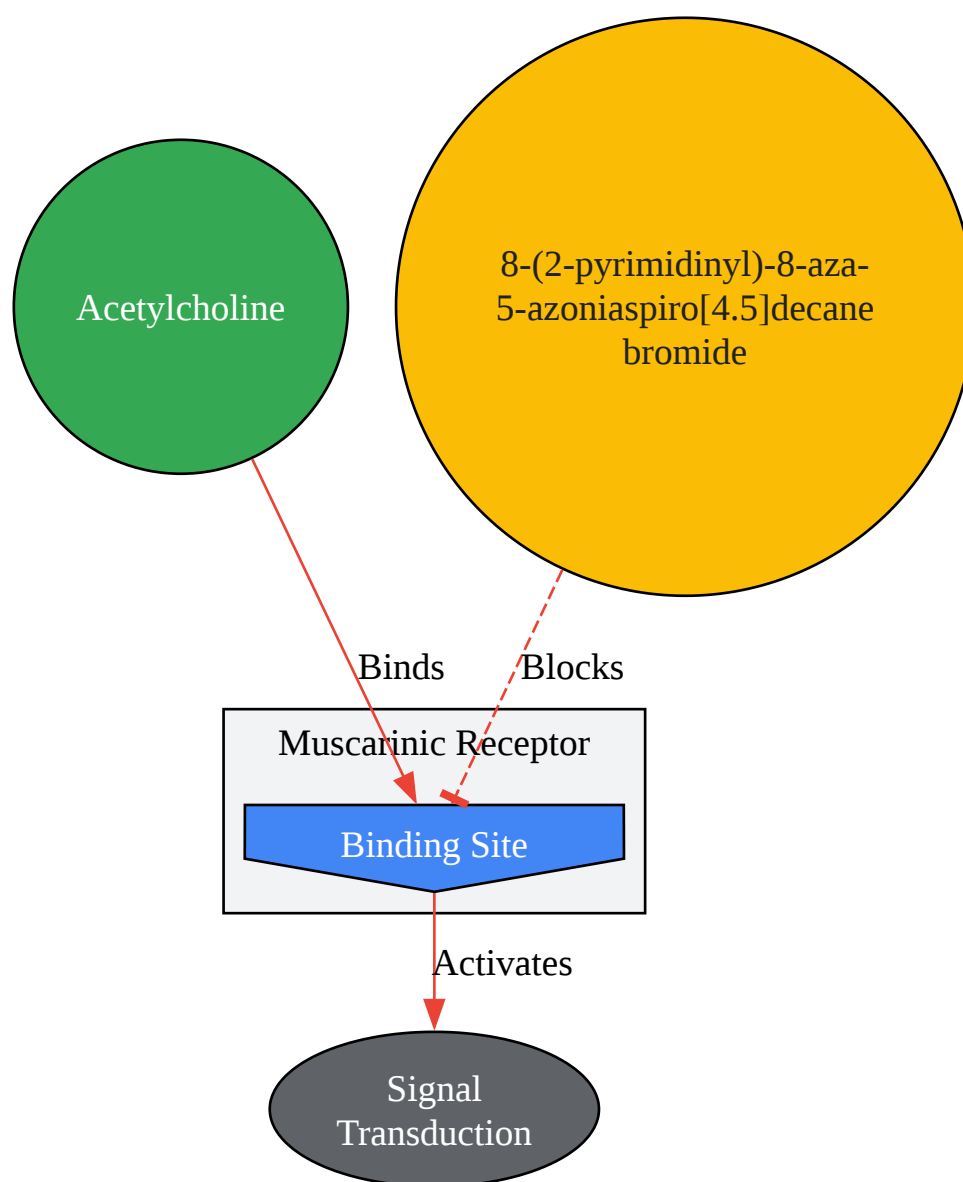 Acetylcholine
8-(2-pyrimidinyl)-8-aza-
5-azoniaspiro[4.5]decane
bromide
Binds
Blocks
Muscarinic Receptor
Binding Site
Activates
Signal
Transduction